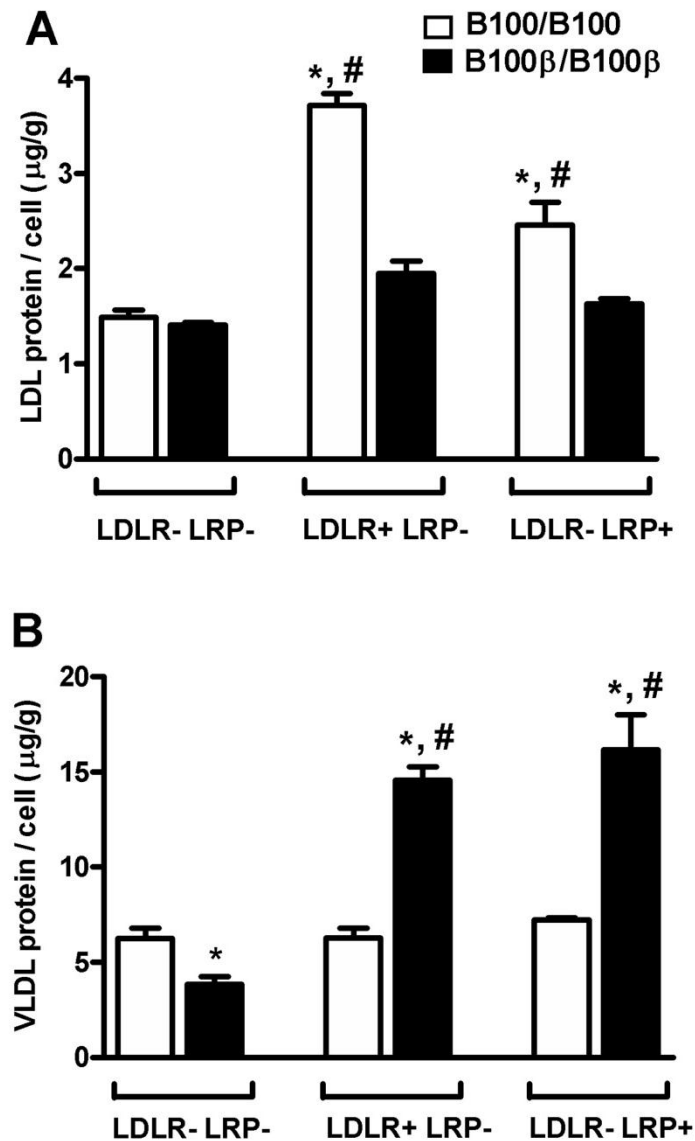 A
B100/B100
B100β/B100β
LDL protein / cell (μg/g)
4
3
2
1
0
*, #
*, #
LDLR- LRP-
LDLR+ LRP-
LDLR- LRP+
B
VLDL protein / cell (μg/g)
20
15
10
5
0
*
*, #
*, #
LDLR- LRP-
LDLR+ LRP-
LDLR- LRP+